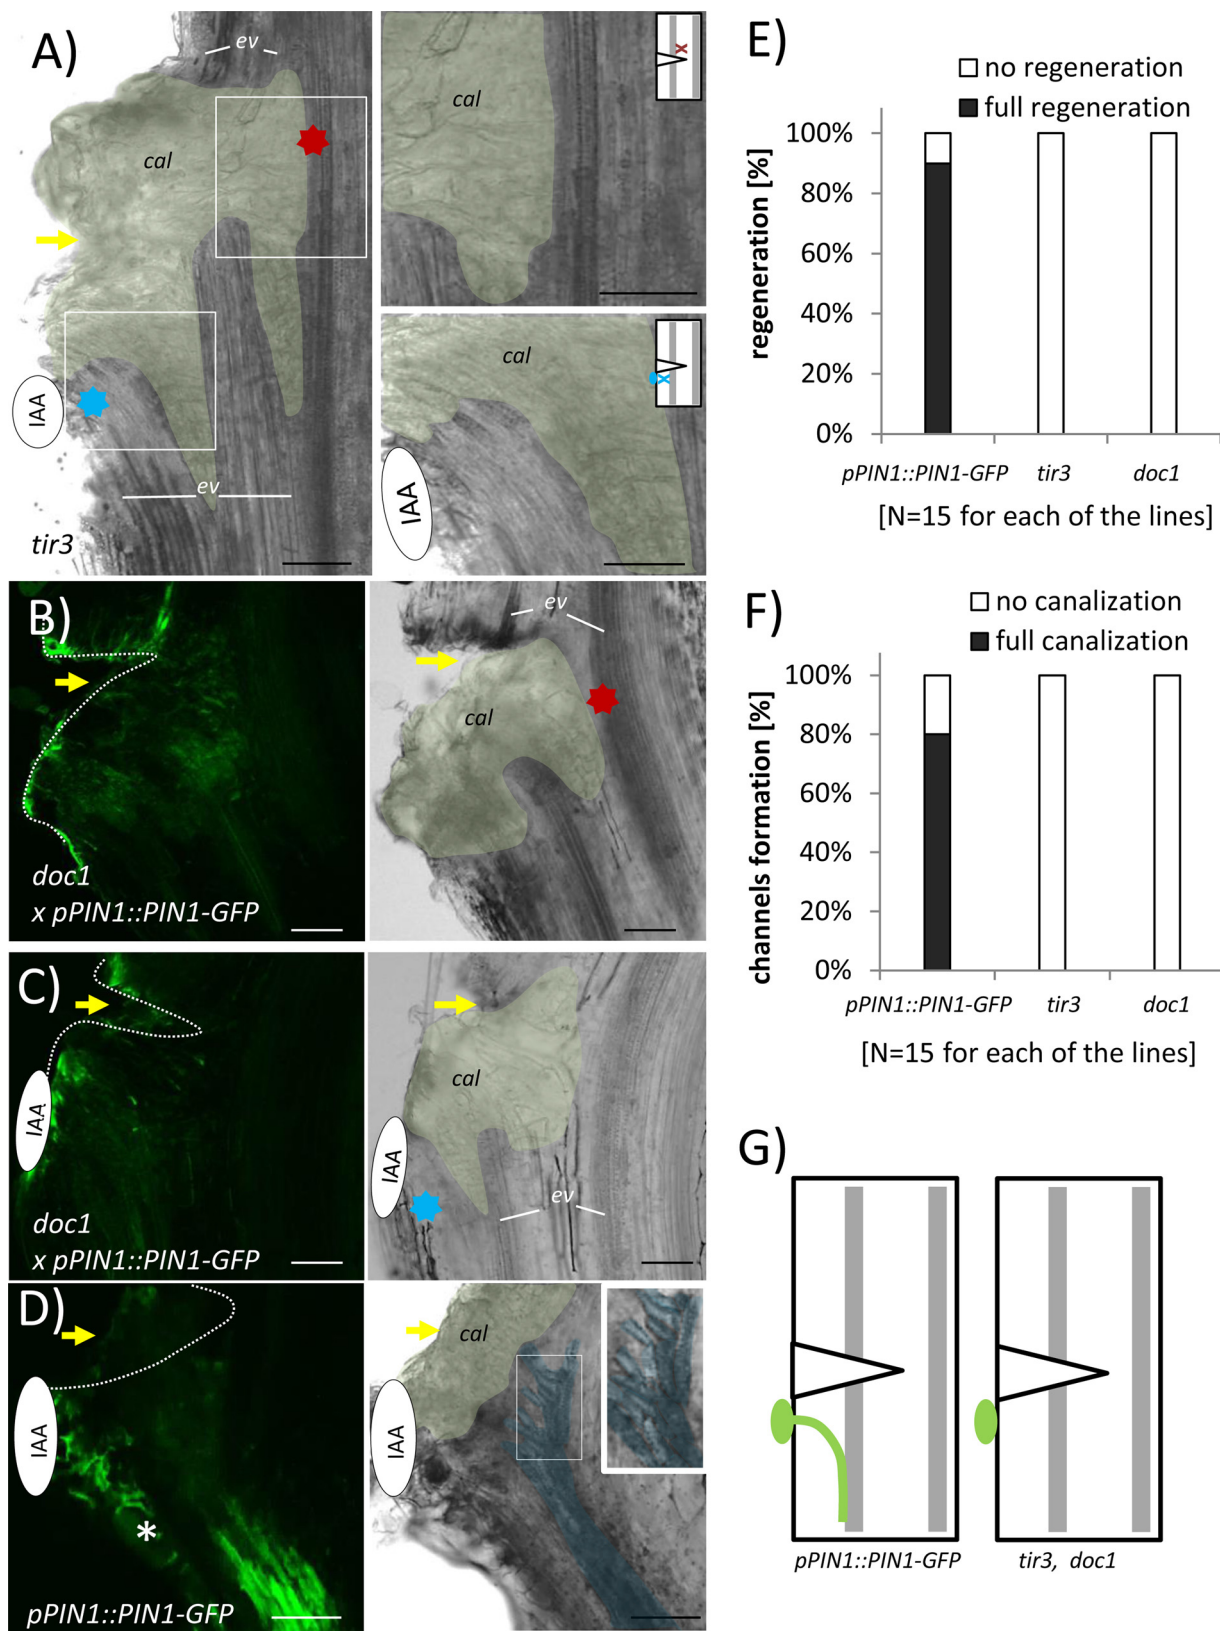 A)
ev
cal
IAA
ev
tir3
cal
x
cal
x
IAA
B)
doc1
x pPIN1::PIN1-GFP
ev
cal
C)
IAA
doc1
x pPIN1::PIN1-GFP
cal
IAA
ev
D)
IAA
*
pPIN1::PIN1-GFP
cal
IAA
E)
no regeneration
full regeneration
regeneration [%]
100%
80%
60%
40%
20%
0%
pPIN1::PIN1-GFP tir3 doc1
[N=15 for each of the lines]
F)
no canalization
full canalization
channels formation [%]
100%
80%
60%
40%
20%
0%
pPIN1::PIN1-GFP tir3 doc1
[N=15 for each of the lines]
G)
pPIN1::PIN1-GFP tir3, doc1